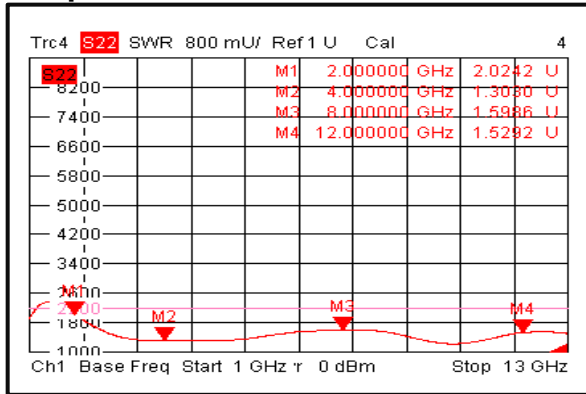 Trc4 S22 SWR 800 mU/ Ref 1 U Cal 4
S22
M1 2.000000 GHz 2.0242 U
M2 4.000000 GHz 1.3030 U
M3 8.000000 GHz 1.5986 U
M4 12.000000 GHz 1.5292 U
8200
7400
6600
5800
5000
4200
3400
2600
M1
M2
M3
M4
1800
1000
Ch1 Base Freq Start 1 GHz 0 dBm Stop 13 GHz